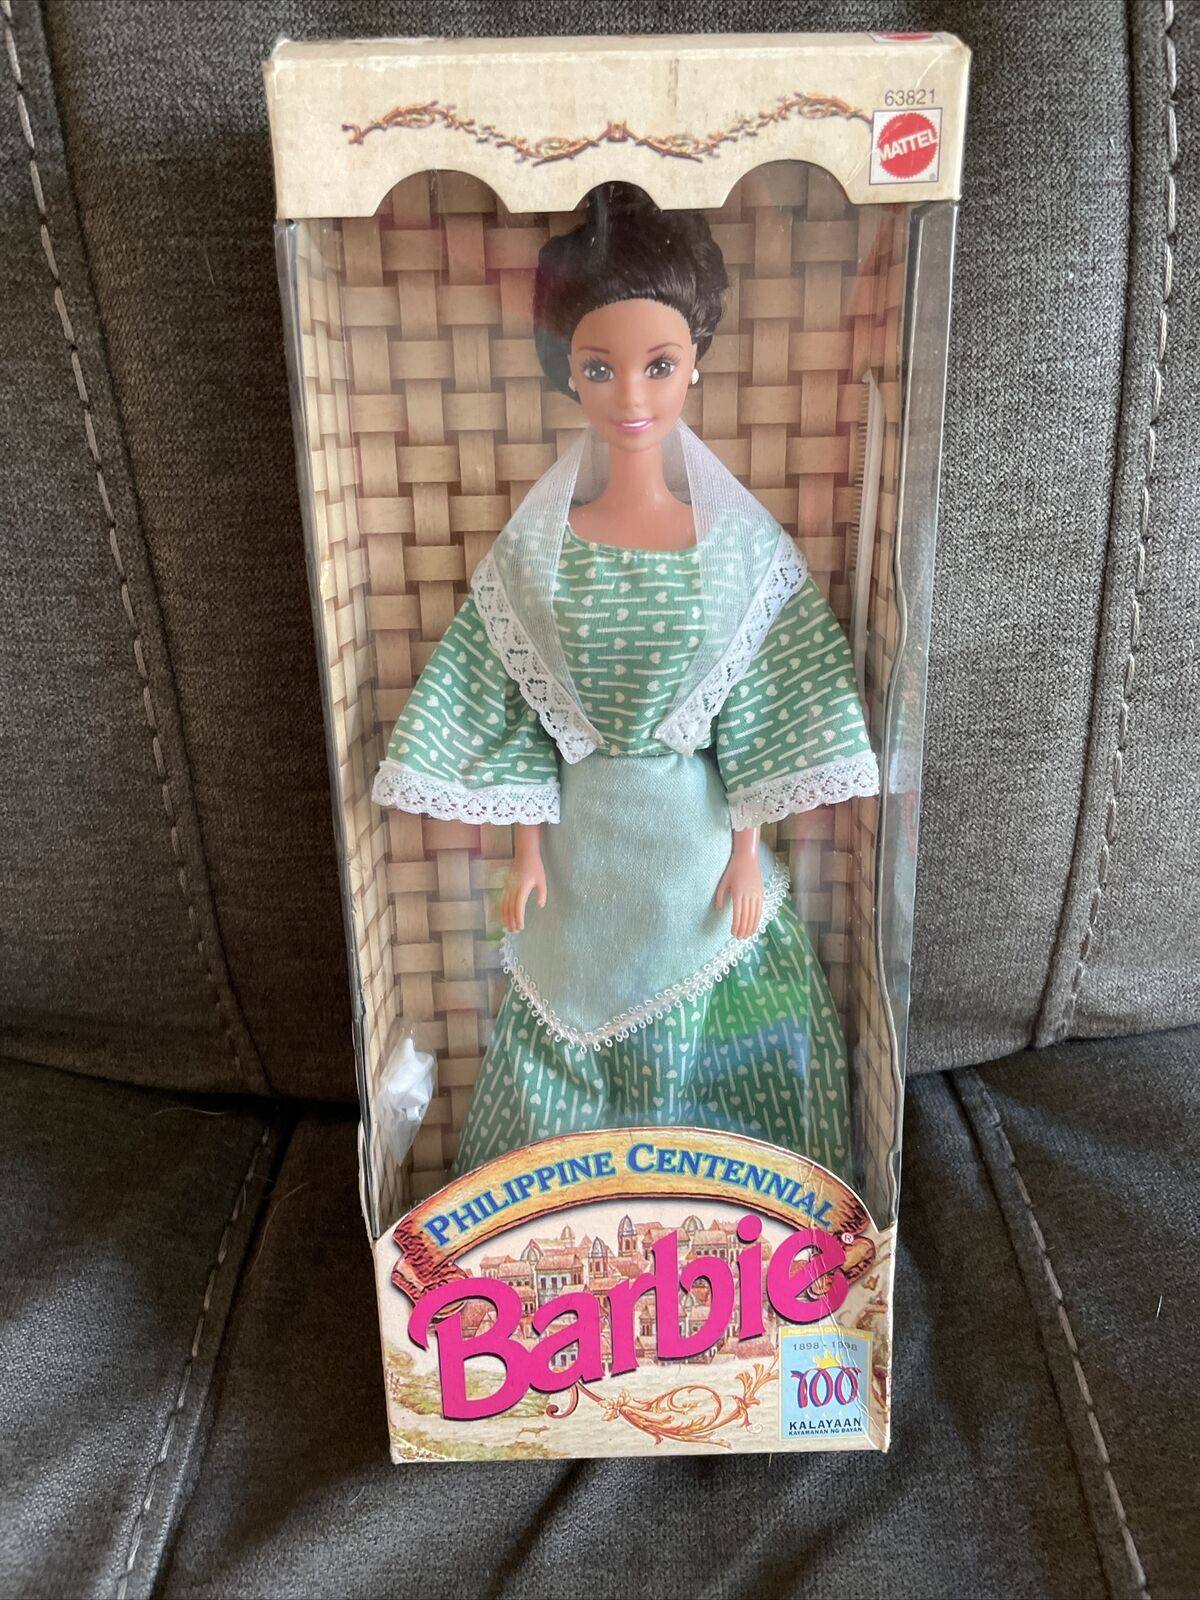 63821
MATTEL
PHILIPPINE CENTENNIAL
Barbie®
1898 - 1998
100
KALAYAAN
KAYAMANAN NG BAYAN